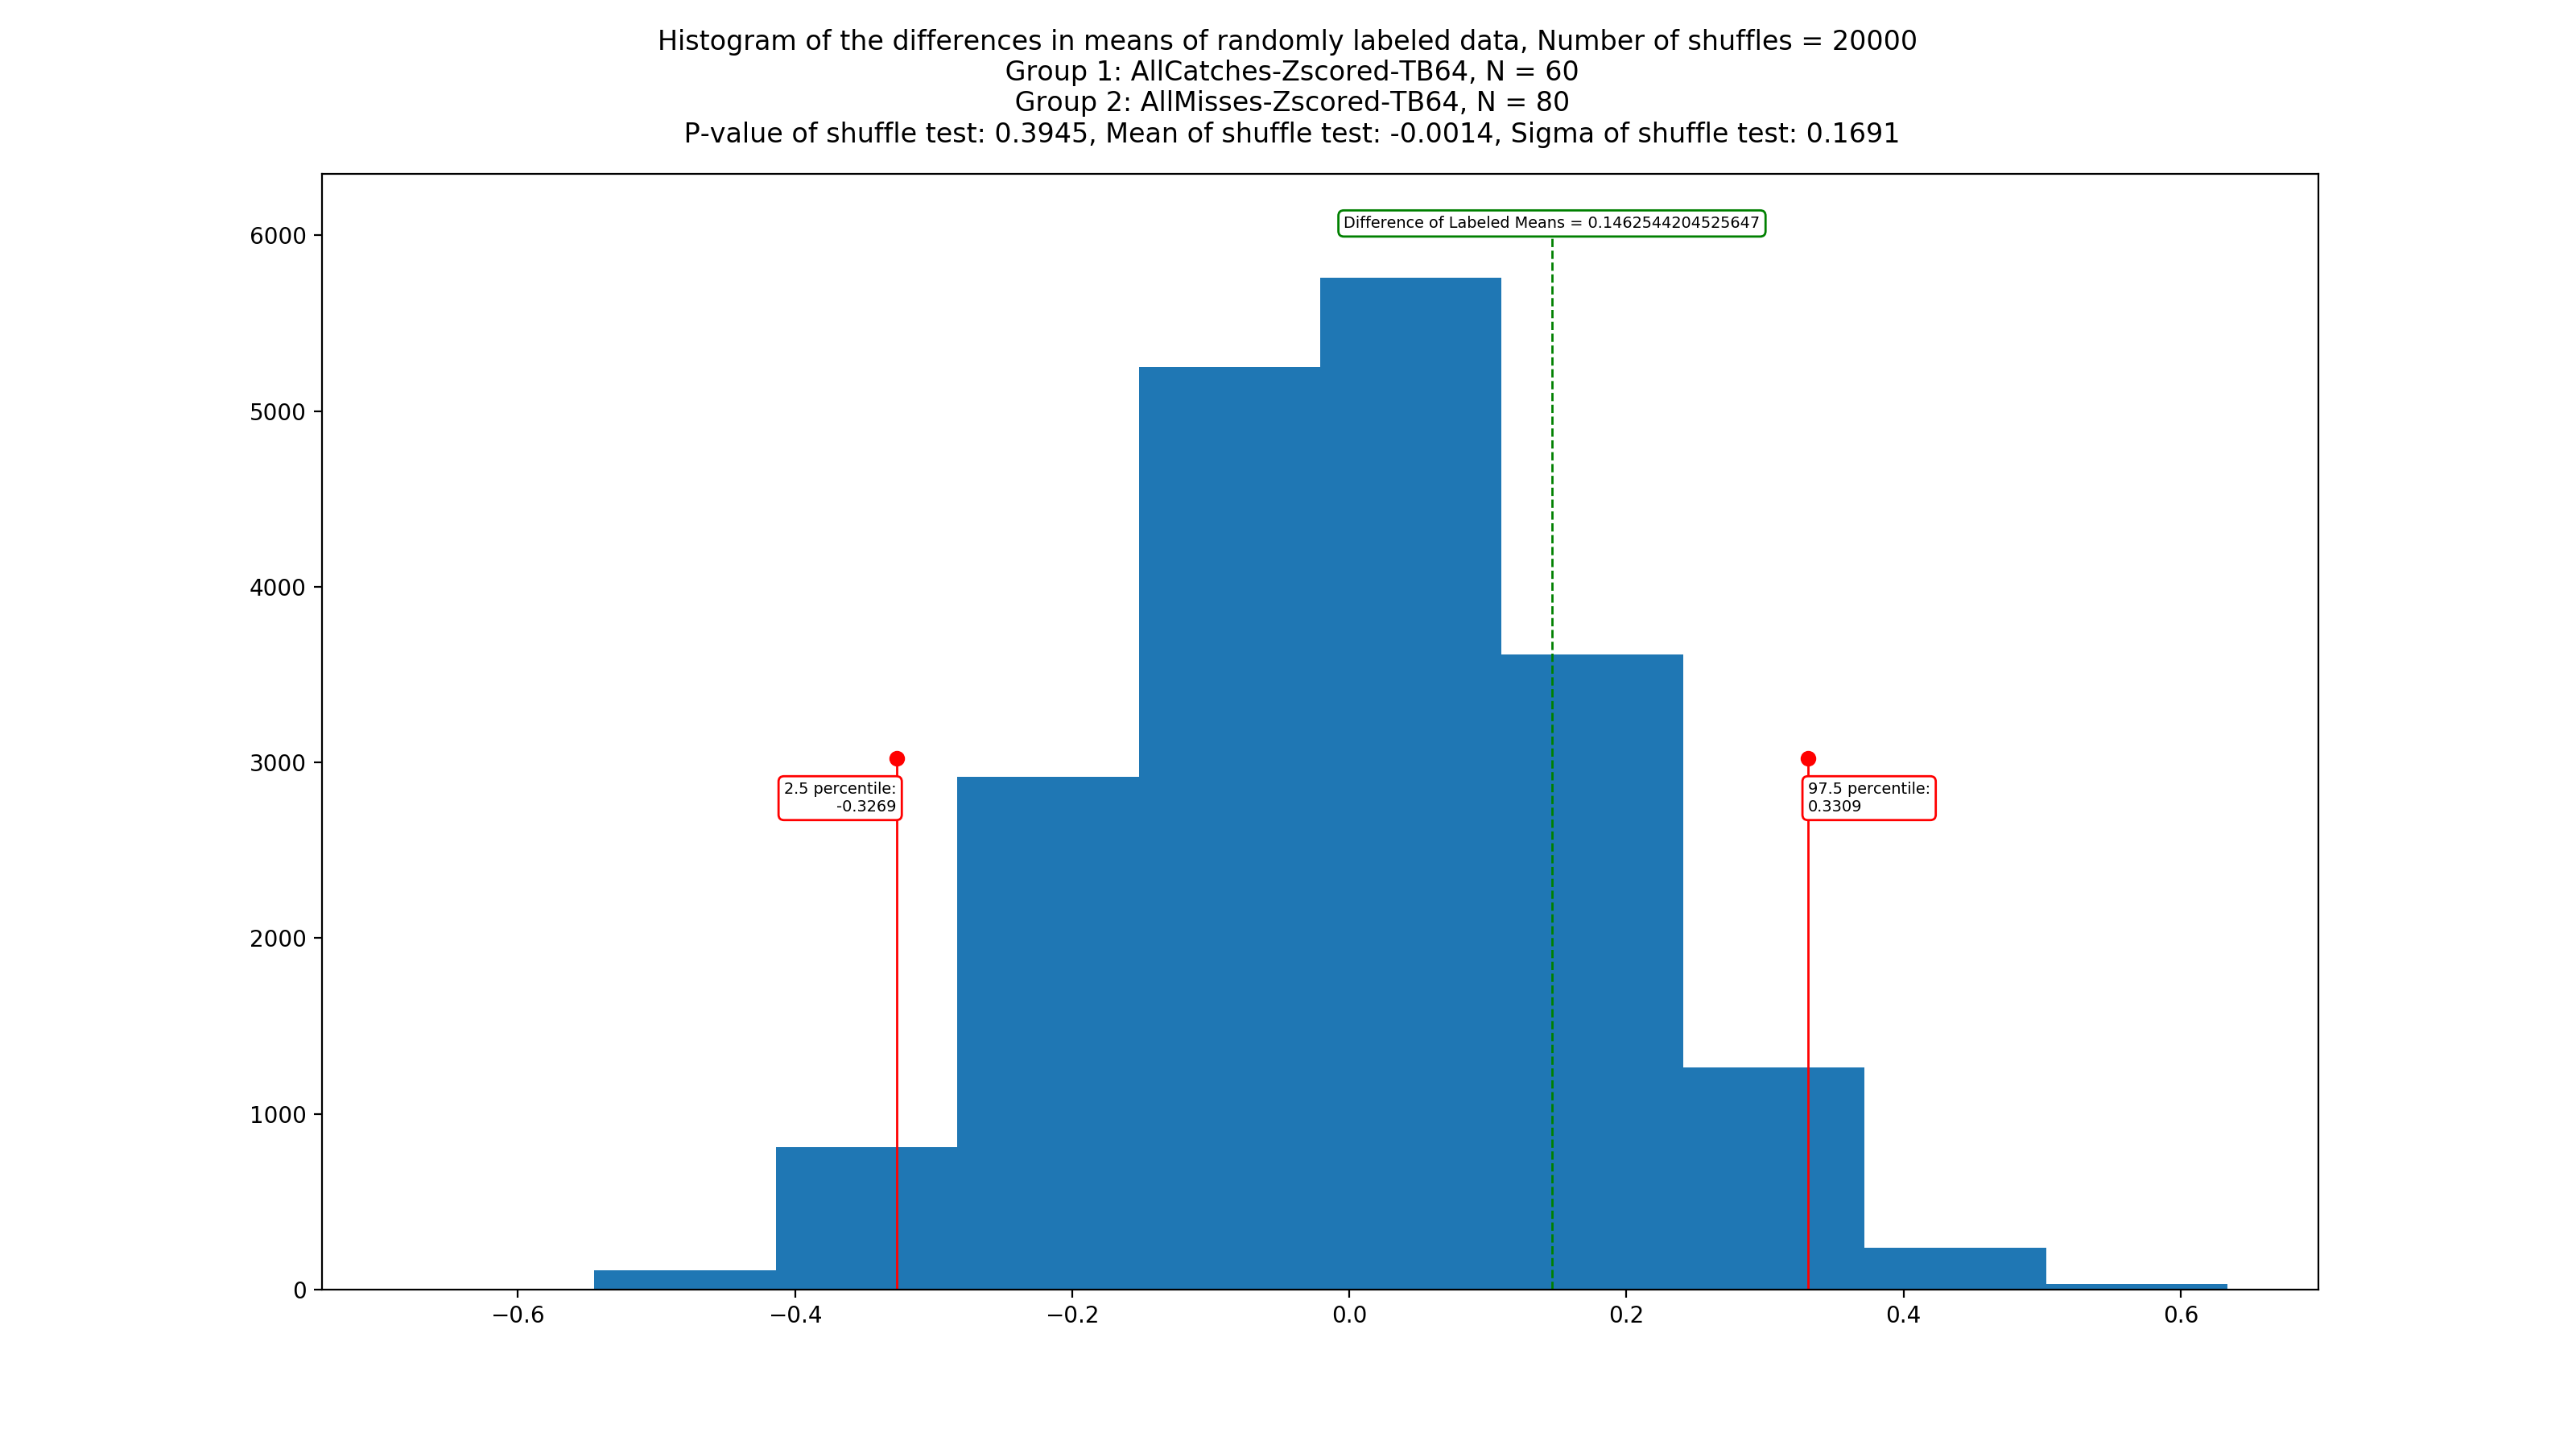 Histogram of the differences in means of randomly labeled data, Number of shuffles = 20000
Group 1: AllCatches-Zscored-TB64, N = 60
Group 2: AllMisses-Zscored-TB64, N = 80
P-value of shuffle test: 0.3945, Mean of shuffle test: -0.0014, Sigma of shuffle test: 0.1691
Difference of Labeled Means = 0.1462544204525647
6000
5000
4000
3000
2000
1000
0
2.5 percentile:
-0.3269
97.5 percentile:
0.3309
−0.6
−0.4
−0.2
0.0
0.2
0.4
0.6